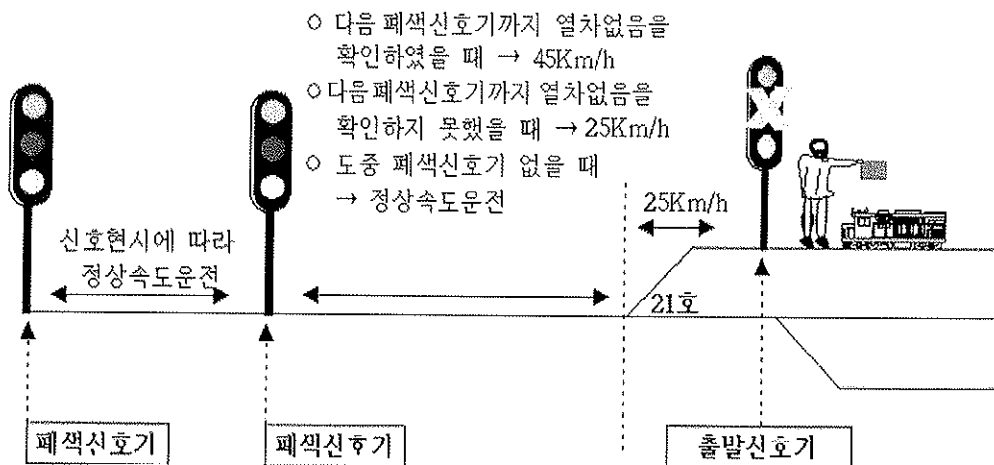 ○ 다음 폐색신호기까지 열차없음을
확인하였을 때 → 45Km/h
○다음폐색신호기까지 열차없음을
확인하지 못했을 때 → 25Km/h
○ 도중 폐색신호기 없을 때
→ 정상속도운전
25Km/h
신호현시에 따라
정상속도운전
21호
폐색신호기
폐색신호기
출발신호기